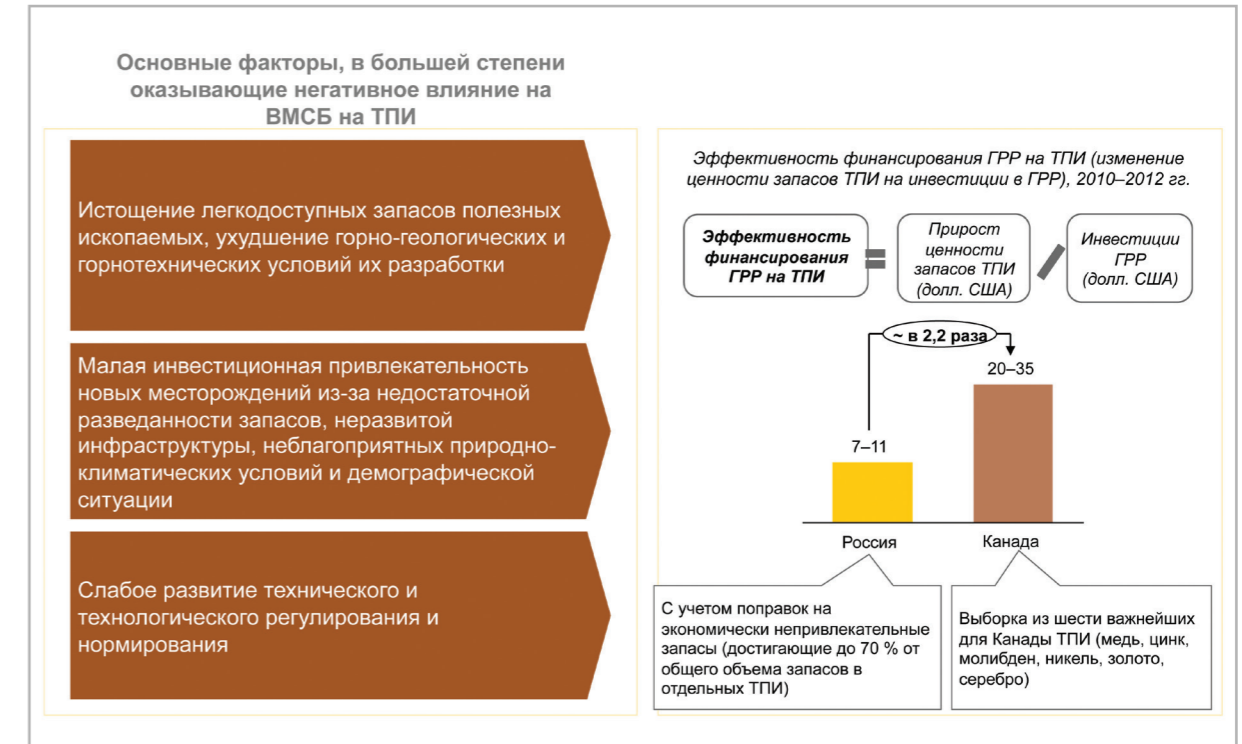 Основные факторы, в большей степени
оказывающие негативное влияние на
ВМСБ на ТПИ
Истощение легкодоступных запасов полезных
ископаемых, ухудшение горно-геологических и
горнотехнических условий их разработки
Малая инвестиционная привлекательность
новых месторождений из-за недостаточной
разведанности запасов, неразвитой
инфраструктуры, неблагоприятных природно-
климатических условий и демографической
ситуации
Слабое развитие технического и
технологического регулирования и
нормирования
Эффективность финансирования ГРР на ТПИ (изменение
ценности запасов ТПИ на инвестиции в ГРР), 2010–2012 гг.
Эффективность
финансирования
ГРР на ТПИ
=
Прирост
ценности
запасов ТПИ
(долл. США)
/
Инвестиции
ГРР
(долл. США)
~ в 2,2 раза
20–35
7–11
Россия
Канада
С учетом поправок на
экономически непривлекательные
запасы (достигающие до 70 % от
общего объема запасов в
отдельных ТПИ)
Выборка из шести важнейших
для Канады ТПИ (медь, цинк,
молибден, никель, золото,
серебро)